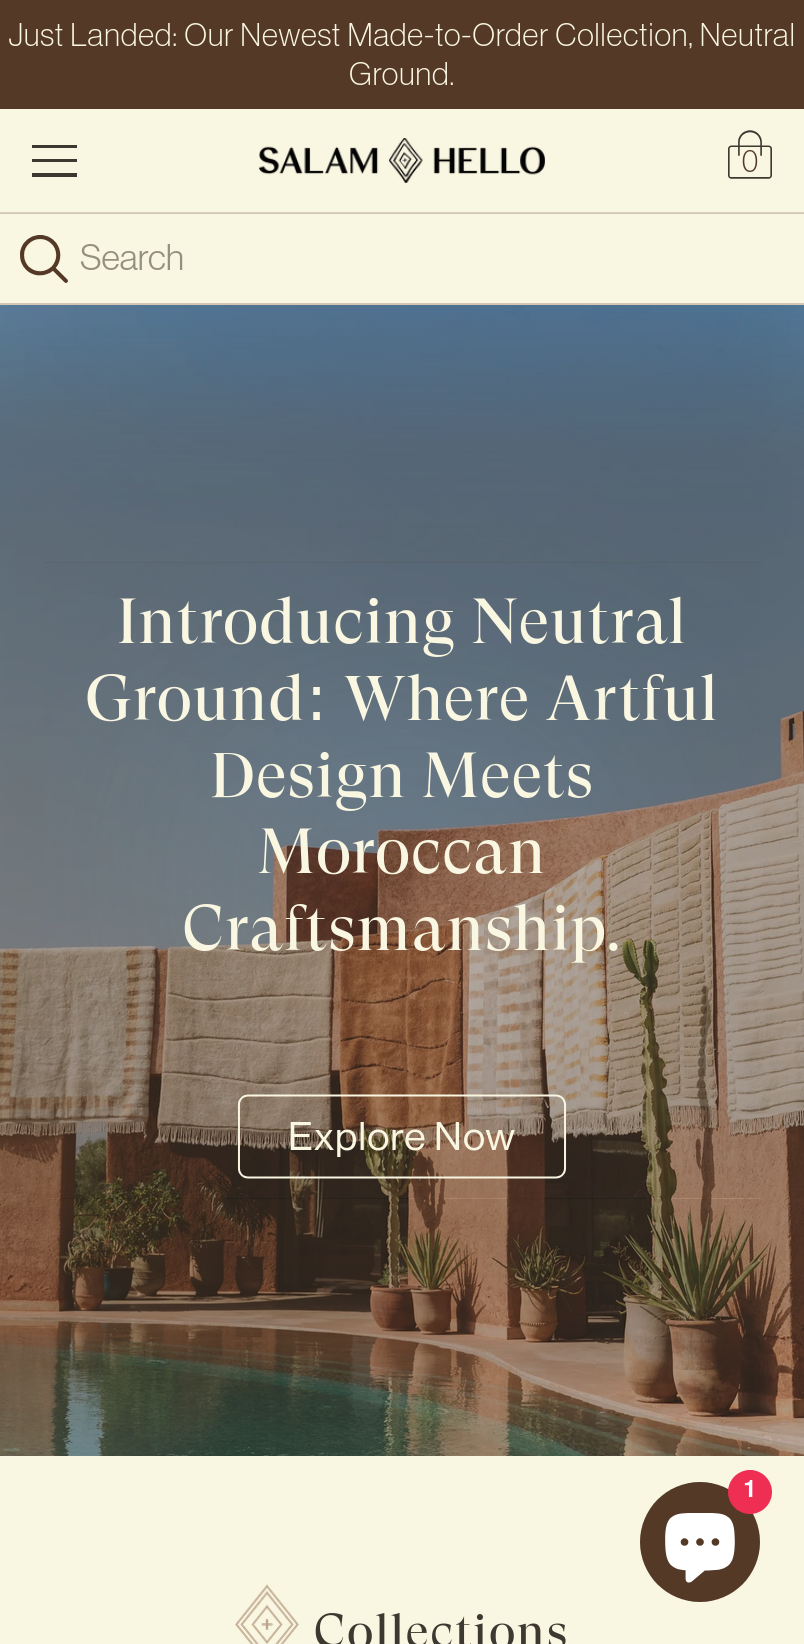 Just Landed: Our Newest Made-to-Order Collection, Neutral
Ground.
SALAM HELLO
0
Search
Introducing Neutral
Ground: Where Artful
Design Meets
Moroccan
Craftsmanship.
Explore Now
1
Collections